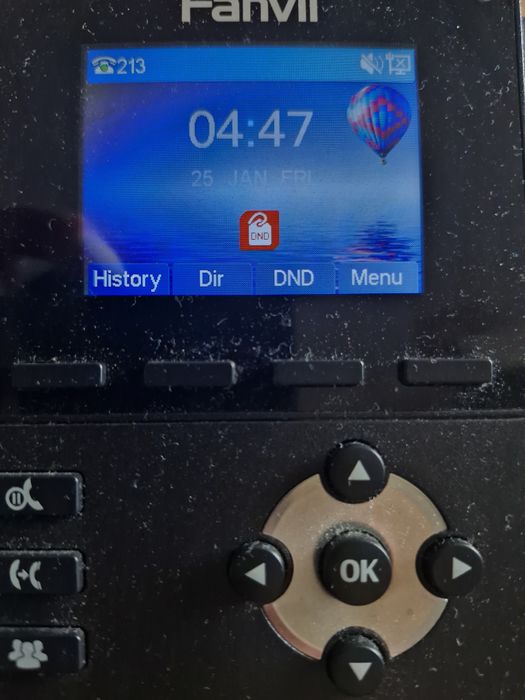 Fanvil
213
04:47
25 JAN FRI
DND
History Dir DND Menu
OK